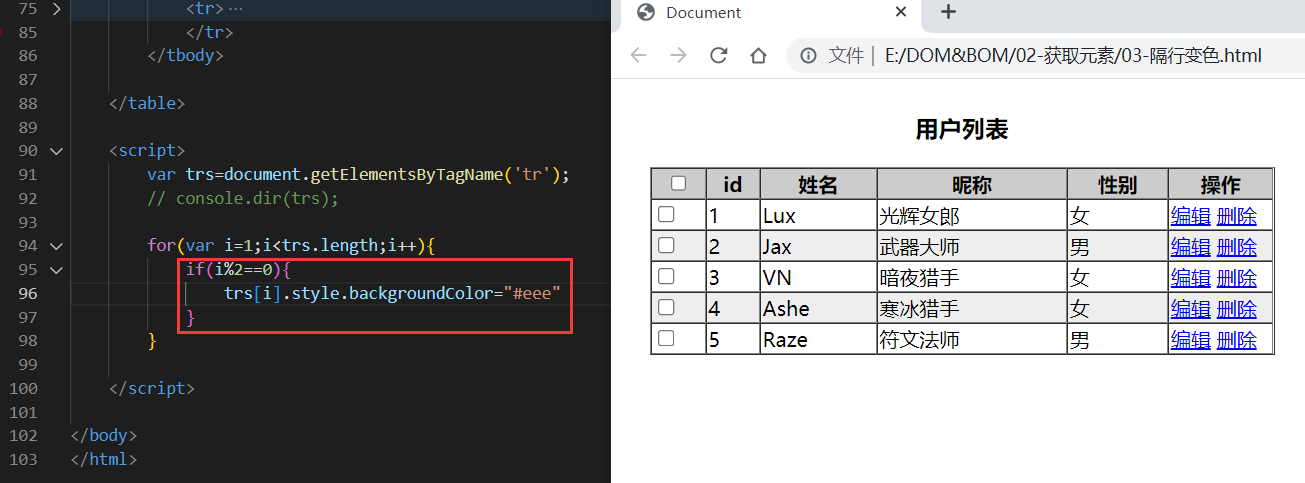 75 <tr>…
85 </tr>
86 </tbody>
87
88 </table>
89
90 <script>
91 var trs=document.getElementsByTagName('tr');
92 // console.dir(trs);
93
94 for(var i=1;i<trs.length;i++){
95 if(i%2==0){
96 trs[i].style.backgroundColor="#eee"
97 }
98 }
99
100 </script>
101
102 </body>
103 </html>
Document
文件 | E:/DOM&BOM/02-获取元素/03-隔行变色.html
用户列表
id 姓名 昵称 性别 操作
1 Lux 光辉女郎 女 编辑 删除
2 Jax 武器大师 男 编辑 删除
3 VN 暗夜猎手 女 编辑 删除
4 Ashe 寒冰猎手 女 编辑 删除
5 Raze 符文法师 男 编辑 删除